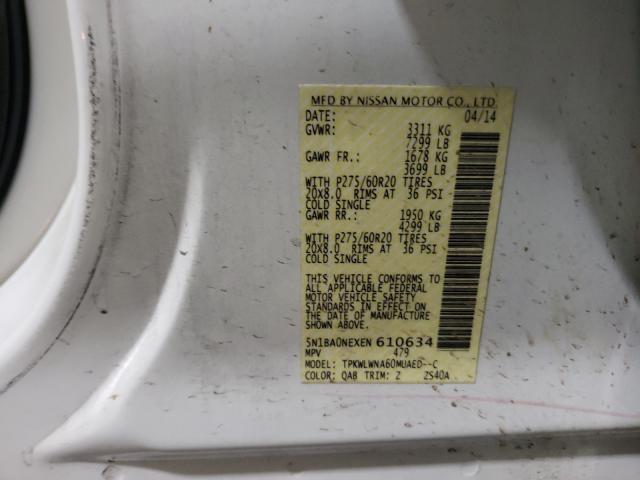 MFD BY NISSAN MOTOR CO., LTD.
DATE: 04/14
GVWR: 3311 KG
7299 LB
GAWR FR.: 1678 KG
3699 LB
WITH P275/60R20 TIRES
20X8.0 RIMS AT 36 PSI
COLD SINGLE
GAWR RR.: 1950 KG
4299 LB
WITH P275/60R20 TIRES
20X8.0 RIMS AT 36 PSI
COLD SINGLE
THIS VEHICLE CONFORMS TO
ALL APPLICABLE FEDERAL
MOTOR VEHICLE SAFETY
STANDARDS IN EFFECT ON
THE DATE OF MANUFACTURE
SHOWN ABOVE.
5N1BA0NEXEN 610634
MPV 479
MODEL: TPKWLWNA60MUAED--C
COLOR: QAB TRIM: Z ZS40A